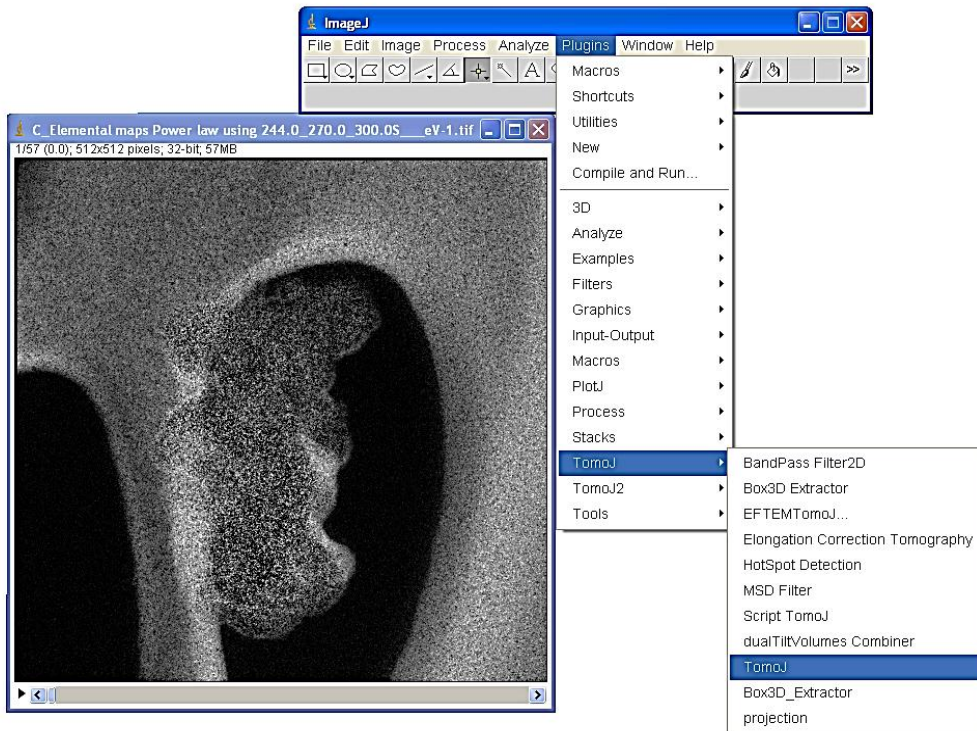 ImageJ
File Edit Image Process Analyze Plugins Window Help
A
>>
Macros
Shortcuts
Utilities
New
Compile and Run...
3D
Analyze
Examples
Filters
Graphics
Input-Output
Macros
PlotJ
Process
Stacks
TomoJ
TomoJ2
Tools
C_Elemental maps Power law using 244.0_270.0_300.0S___eV-1.tif
1/57 (0.0); 512x512 pixels; 32-bit; 57MB
BandPass Filter2D
Box3D Extractor
EFTEMTomoJ...
Elongation Correction Tomography
HotSpot Detection
MSD Filter
Script TomoJ
dualTiltVolumes Combiner
TomoJ
Box3D_Extractor
projection